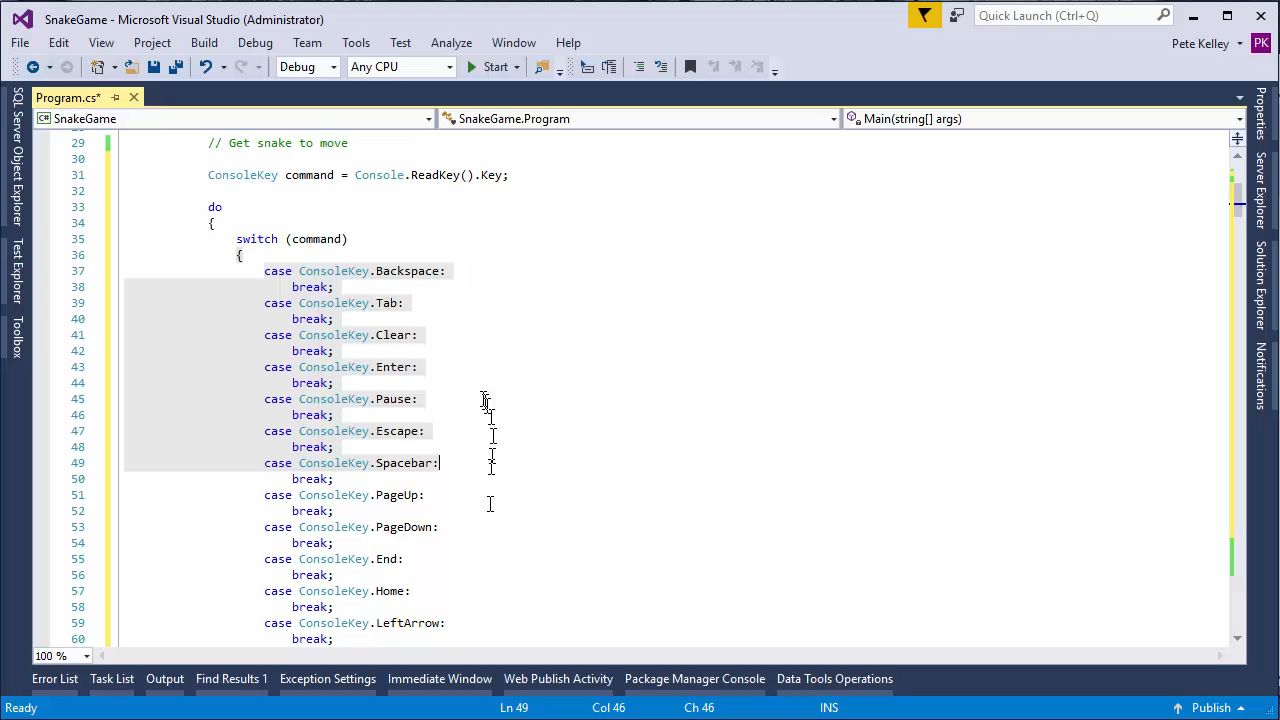 SnakeGame - Microsoft Visual Studio (Administrator)
Quick Launch (Ctrl+Q)
File Edit View Project Build Debug Team Tools Test Analyze Window Help
Pete Kelley PK
Debug Any CPU Start
Program.cs*
SnakeGame SnakeGame.Program Main(string[] args)
SQL Server Object Explorer
Test Explorer
Toolbox
Properties
Server Explorer
Solution Explorer
Notifications
29 // Get snake to move
30
31 ConsoleKey command = Console.ReadKey().Key;
32
33 do
34 {
35 switch (command)
36 {
37 case ConsoleKey.Backspace:
38 break;
39 case ConsoleKey.Tab:
40 break;
41 case ConsoleKey.Clear:
42 break;
43 case ConsoleKey.Enter:
44 break;
45 case ConsoleKey.Pause:
46 break;
47 case ConsoleKey.Escape:
48 break;
49 case ConsoleKey.Spacebar:
50 break;
51 case ConsoleKey.PageUp:
52 break;
53 case ConsoleKey.PageDown:
54 break;
55 case ConsoleKey.End:
56 break;
57 case ConsoleKey.Home:
58 break;
59 case ConsoleKey.LeftArrow:
60 break;
100 %
Error List Task List Output Find Results 1 Exception Settings Immediate Window Web Publish Activity Package Manager Console Data Tools Operations
Ready Ln 49 Col 46 Ch 46 INS Publish